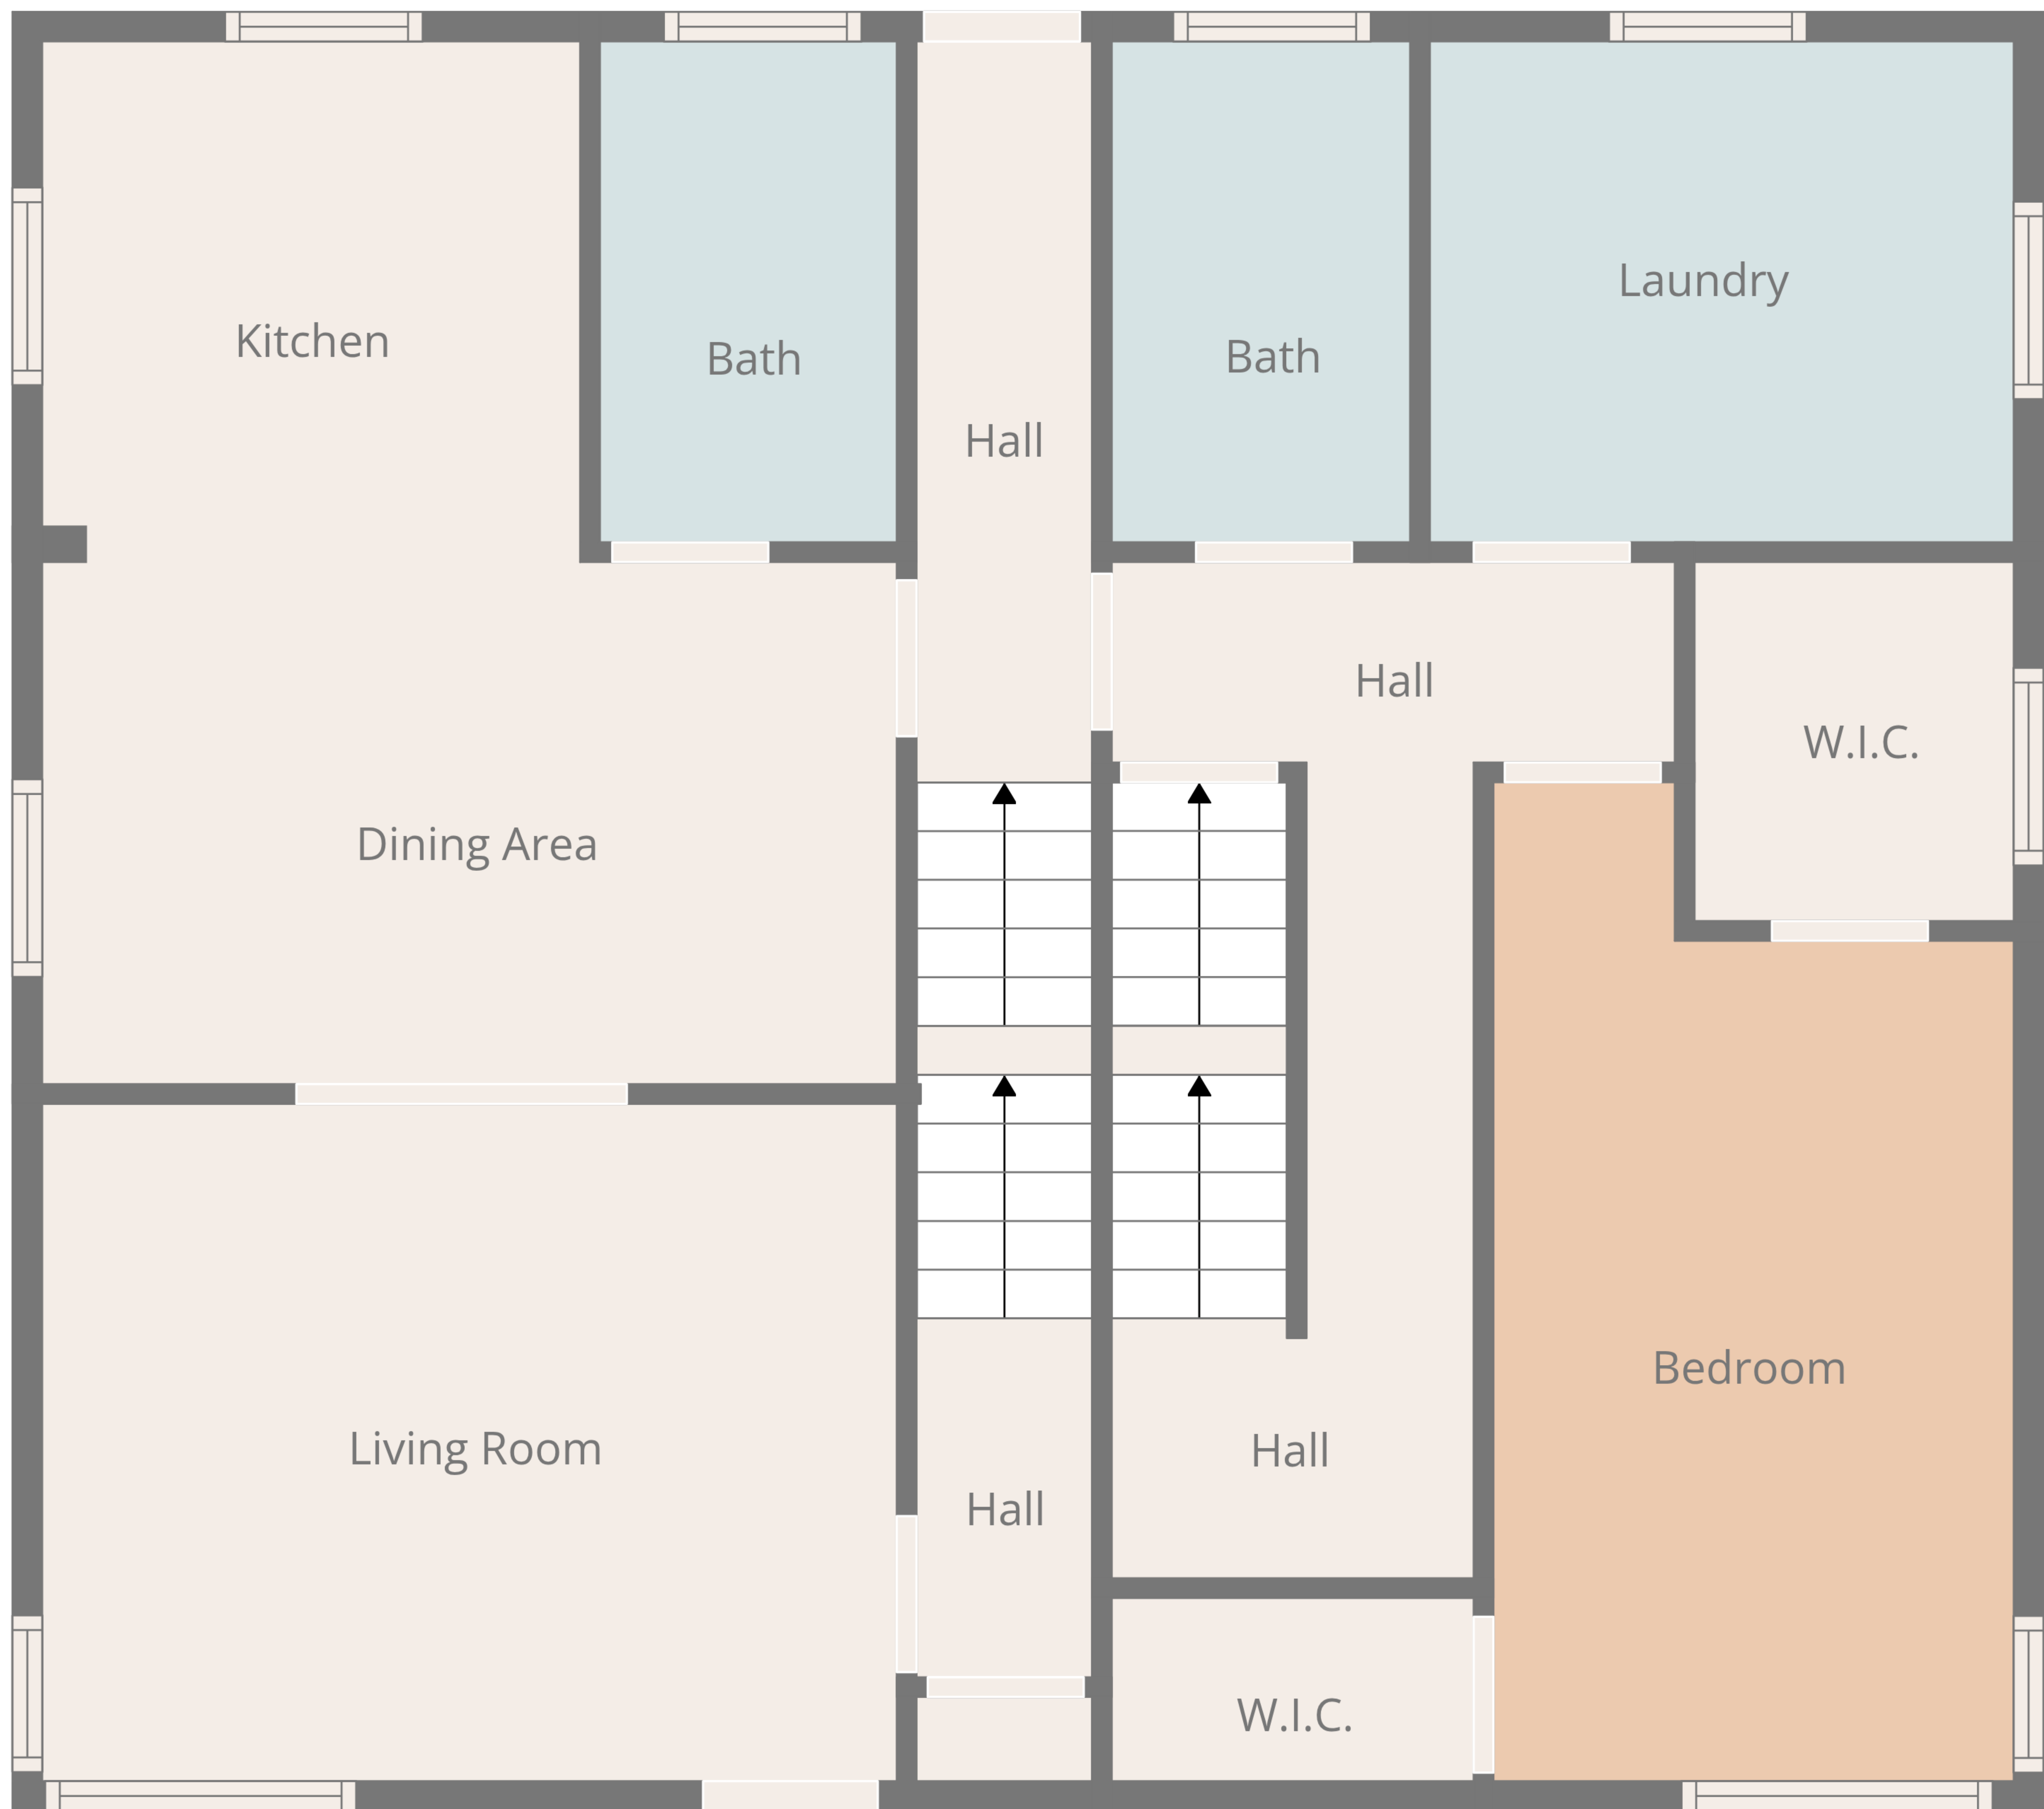 Kitchen
Bath
Hall
Bath
Laundry
Hall
W.I.C.
Dining Area
Living Room
Hall
Hall
Bedroom
W.I.C.